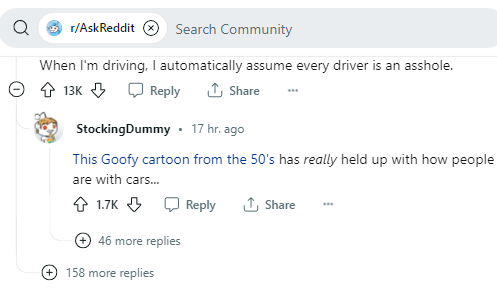 r/AskReddit Search Community
When I'm driving, I automatically assume every driver is an asshole.
13K Reply Share
StockingDummy • 17 hr. ago
This Goofy cartoon from the 50's has really held up with how people
are with cars...
1.7K Reply Share
46 more replies
158 more replies